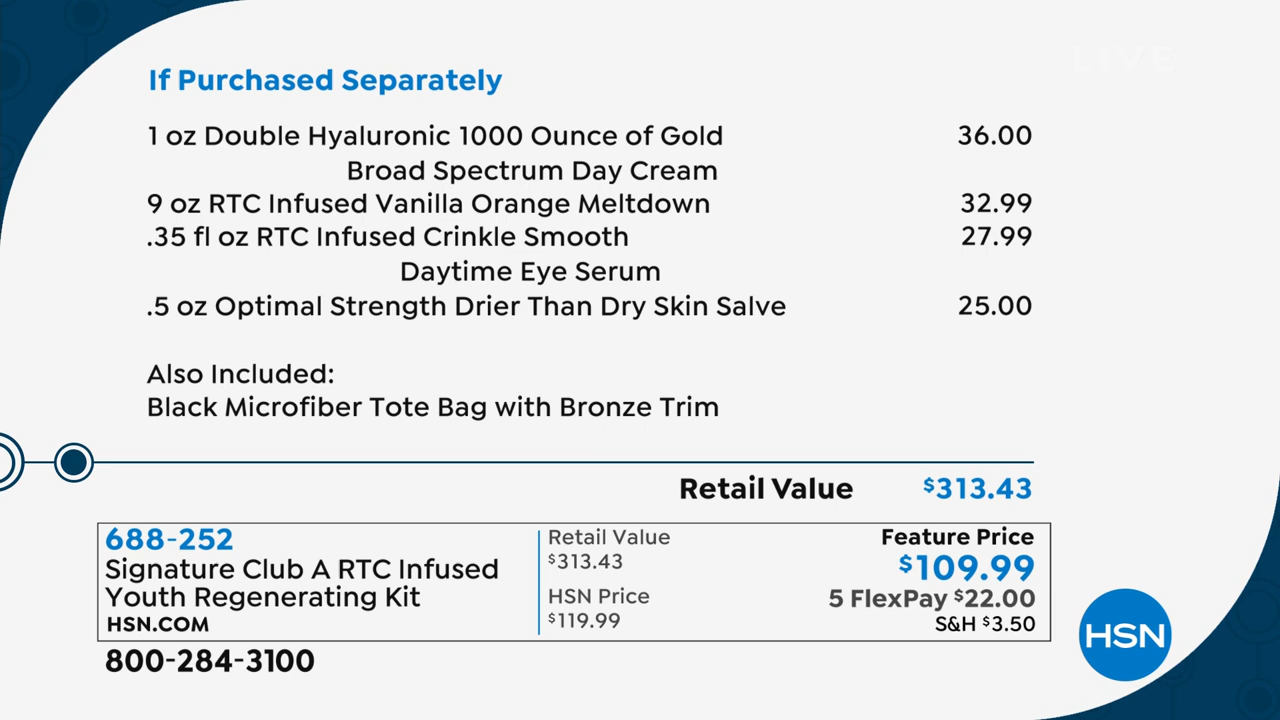 LIVE
If Purchased Separately
1 oz Double Hyaluronic 1000 Ounce of Gold 36.00
Broad Spectrum Day Cream
9 oz RTC Infused Vanilla Orange Meltdown 32.99
.35 fl oz RTC Infused Crinkle Smooth 27.99
Daytime Eye Serum
.5 oz Optimal Strength Drier Than Dry Skin Salve 25.00
Also Included:
Black Microfiber Tote Bag with Bronze Trim
Retail Value $313.43
688-252
Signature Club A RTC Infused
Youth Regenerating Kit
HSN.COM
Retail Value
$313.43
HSN Price
$119.99
Feature Price
$109.99
5 FlexPay $22.00
S&H $3.50
HSN
800-284-3100